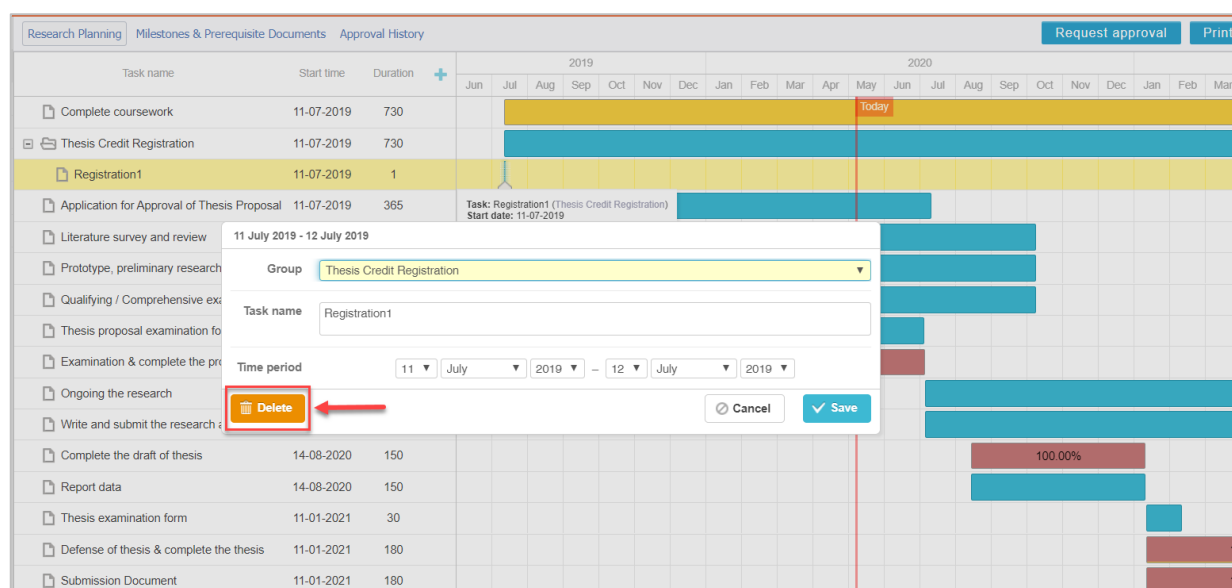 Research Planning Milestones & Prerequisite Documents Approval History Request approval Print
Task name Start time Duration 2019 2020
Jun Jul Aug Sep Oct Nov Dec Jan Feb Mar Apr May Jun Jul Aug Sep Oct Nov Dec Jan Feb Mar
Complete coursework 11-07-2019 730 Today
Thesis Credit Registration 11-07-2019 730
Registration1 11-07-2019 1
Application for Approval of Thesis Proposal 11-07-2019 365
Task: Registration1 (Thesis Credit Registration)
Start date: 11-07-2019
Literature survey and review
Prototype, preliminary research
Qualifying / Comprehensive exa
Thesis proposal examination fo
Examination & complete the pro
Ongoing the research
Write and submit the research a
11 July 2019 - 12 July 2019
Group Thesis Credit Registration
Task name Registration1
Time period 11 July 2019 – 12 July 2019
Delete Cancel Save
Complete the draft of thesis 14-08-2020 150 100.00%
Report data 14-08-2020 150
Thesis examination form 11-01-2021 30
Defense of thesis & complete the thesis 11-01-2021 180
Submission Document 11-01-2021 180